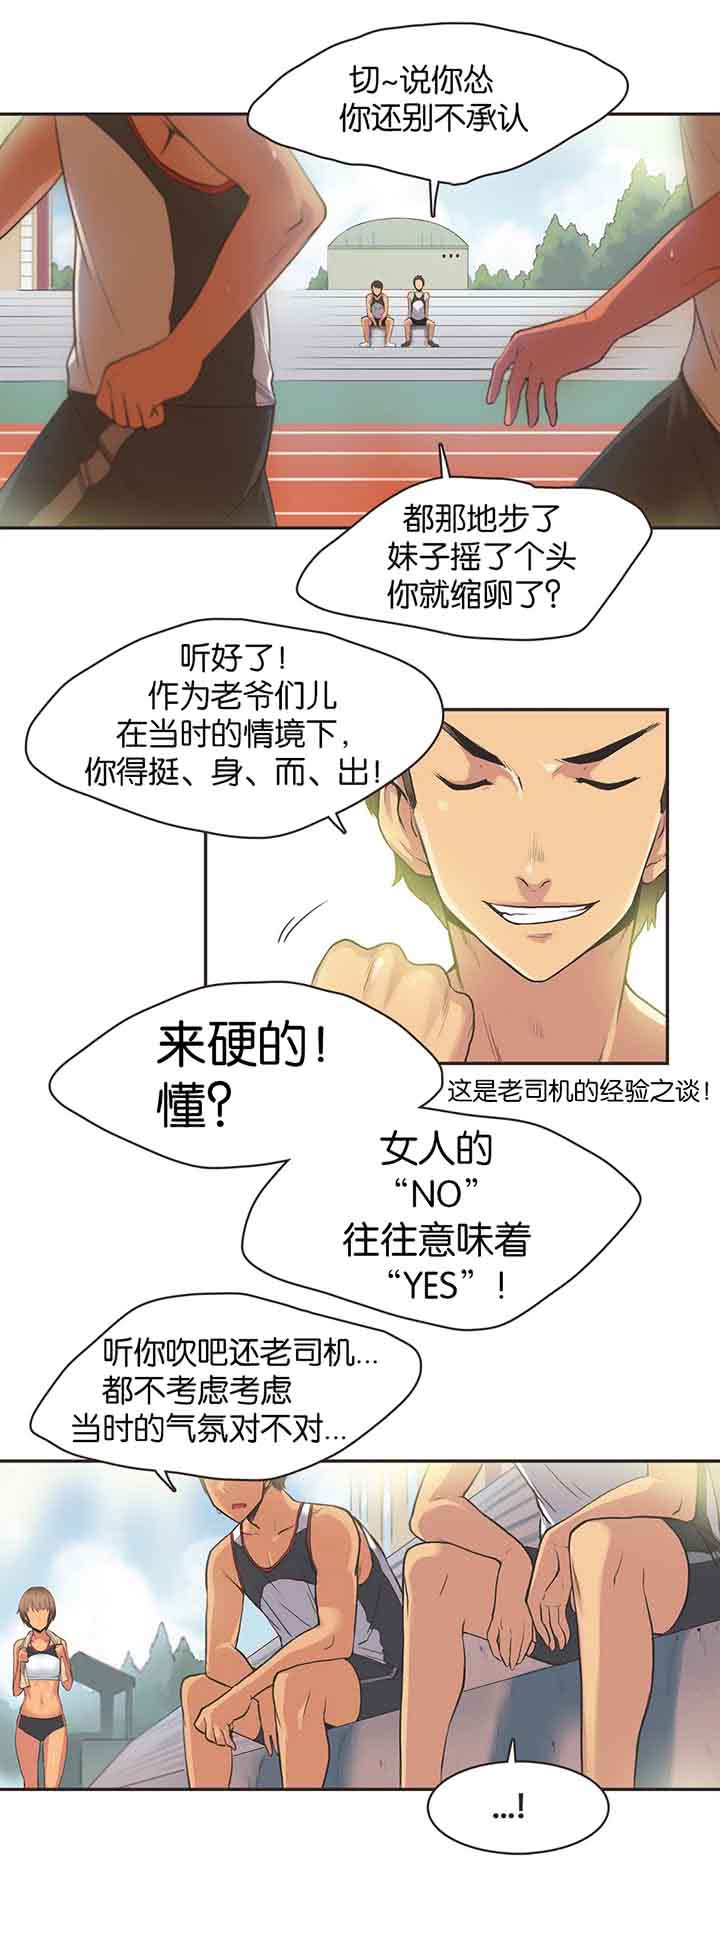 切~说你怂
你还别不承认
...
都那地步了
妹子摇了个头
你就缩卵了?
听好了!
作为老爷们儿
在当时的情境下,
你得挺、身、而、出!
来硬的!
懂?
这是老司机的经验之谈!
女人的
“NO”
往往意味着
“YES”!
听你吹吧还老司机...
都不考虑考虑
当时的气氛对不对...
...!